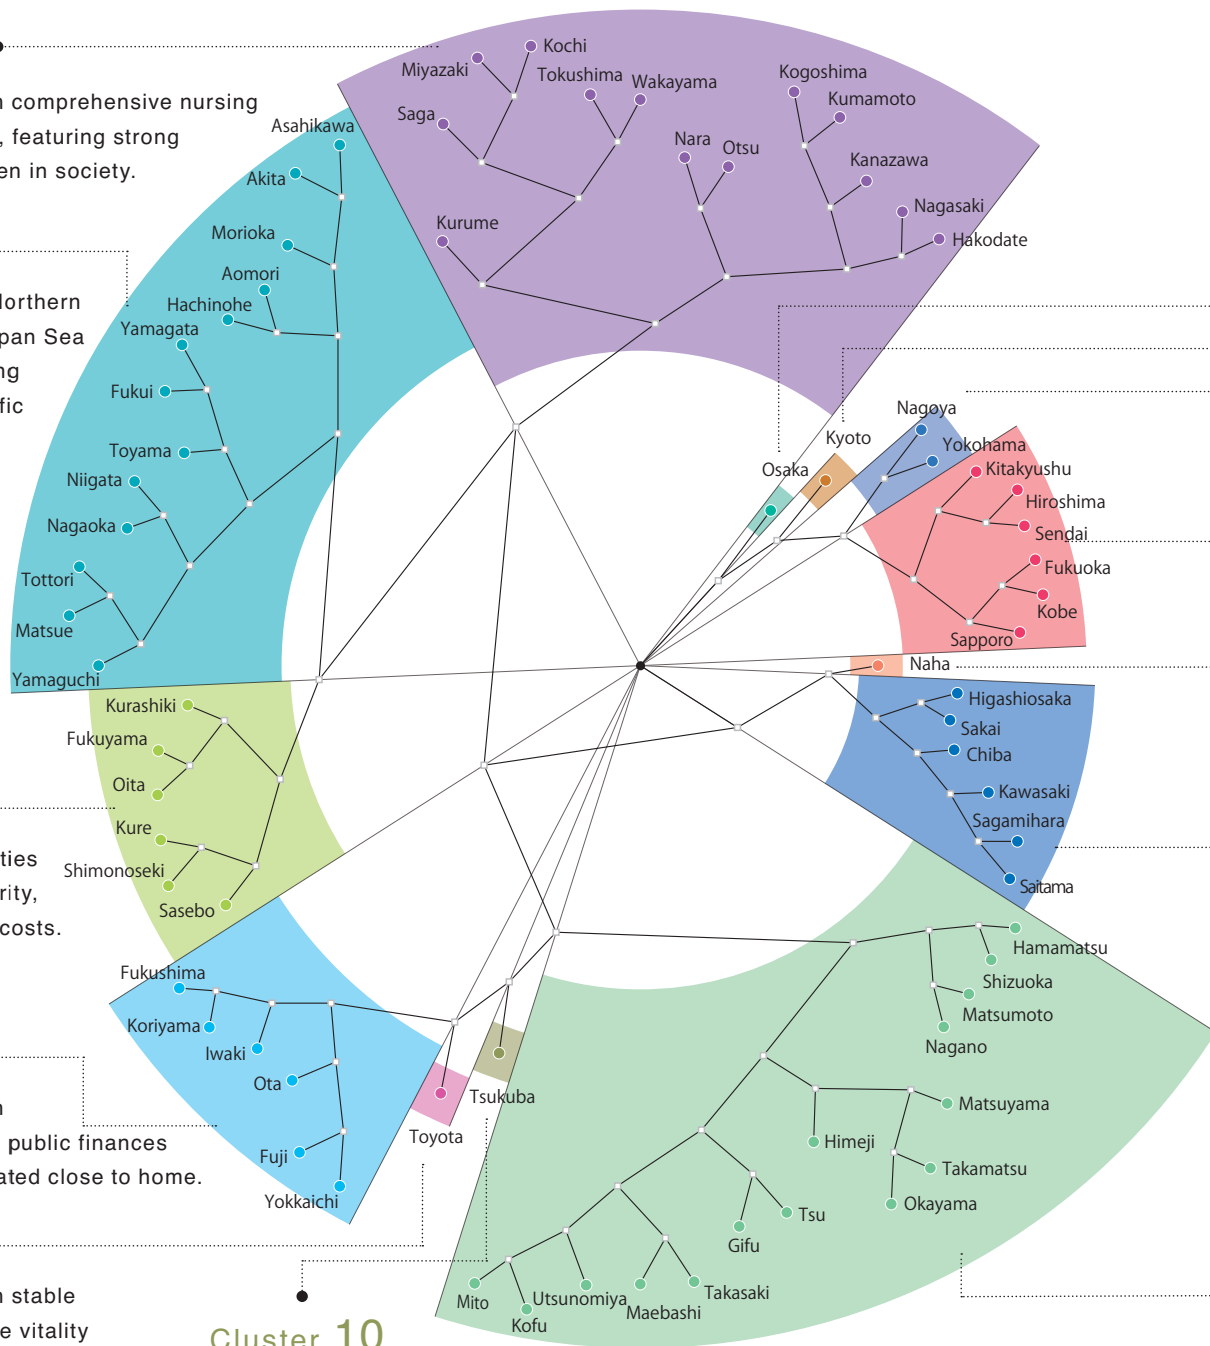 Kochi
Miyazaki
Tokushima
Wakayama
Kogoshima
Kumamoto
Saga
Nara
Otsu
Kanazawa
Kurume
Nagasaki
Hakodate
n comprehensive nursing
, featuring strong
en in society.
Asahikawa
Akita
Morioka
Aomori
Hachinohe
Yamagata
Fukui
Toyama
Niigata
Nagaoka
Tottori
Matsue
Yamaguchi
Northern
pan Sea
ng
fic
Osaka
Kyoto
Nagoya
Yokohama
Kitakyushu
Hiroshima
Sendai
Fukuoka
Kobe
Sapporo
Naha
Higashiosaka
Sakai
Chiba
Kawasaki
Sagamihara
Saitama
Kurashiki
Fukuyama
Oita
Kure
Shimonoseki
Sasebo
ties
rity,
costs.
Fukushima
Koriyama
Iwaki
Ota
Fuji
Yokkaichi
n
public finances
ated close to home.
Toyota
Tsukuba
Hamamatsu
Shizuoka
Matsumoto
Nagano
Matsuyama
Himeji
Takamatsu
Okayama
Tsu
Gifu
Takasaki
Maebashi
Utsunomiya
Mito
Kofu
n stable
e vitality
Cluster 10